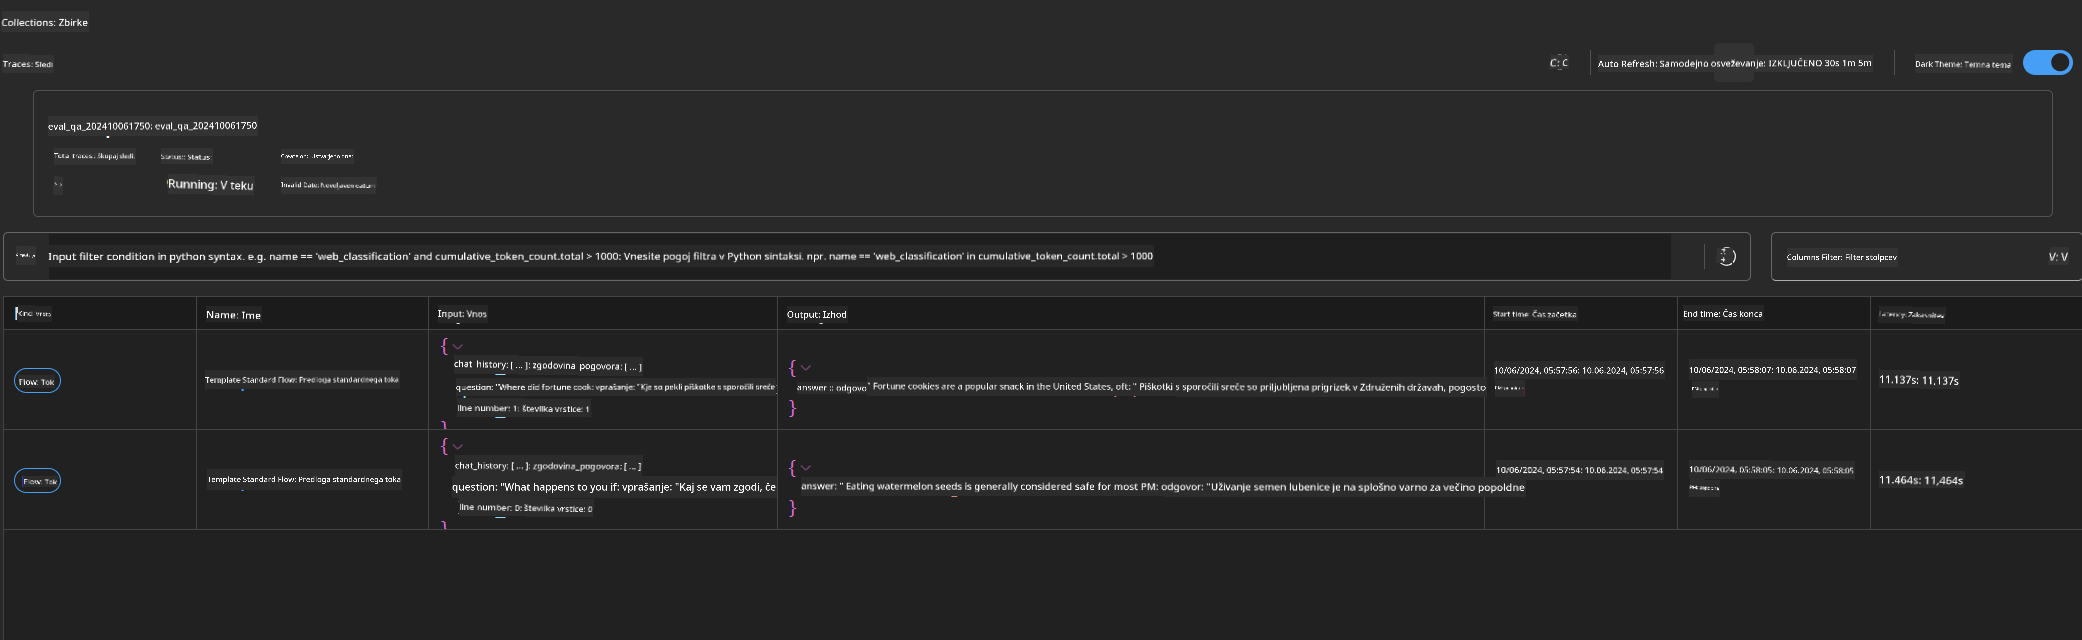 Collections: Zbirke
Traces: Sledi
C: C
Auto Refresh: Samodejno osveževanje: IZKLJUČENO 30s 1m 5m
Dark Theme: Temna tema
eval_qa_202410061750: eval_qa_202410061750
Total traces: Skupaj sledi:
Status: Status:
Running: V teku
Invalid Date: Neveljaven datum
Input filter condition in python syntax. e.g. name == 'web_classification' and cumulative_token_count.total > 1000: Vnesite pogoj filtra v Python sintaksi. npr. name == 'web_classification' in cumulative_token_count.total > 1000
Columns Filter: Filter stolpcev
V: V
Kind: Vrsta
Name: Ime
Input: Vnos
Output: Izhod
Start time: Čas začetka
End time: Čas konca
Latency: Zakasnitev
Flow: Tok
Template Standard Flow: Predloga standardnega toka
{
chat_history: [ ... ]: zgodovina_pogovora: [ ... ]
question: "Where did fortune cook: vprašanje: "Kje so pekli piškotke s sporočili sreče
line number: 1: številka vrstice: 1
}
{
answer :: odgovo" Fortune cookies are a popular snack in the United States, oft: " Piškotki s sporočili sreče so priljubljena prigrizek v Združenih državah, pogosto
}
10/06/2024, 05:57:56: 10.06.2024, 05:57:56
10/06/2024, 05:58:07: 10.06.2024, 05:58:07
11.137s: 11,137s
Flow: Tok
Template Standard Flow: Predloga standardnega toka
{
chat_history: [ ... ]: zgodovina_pogovora: [ ... ]
question: "What happens to you if: vprašanje: "Kaj se vam zgodi, če
line number: 0: številka vrstice: 0
}
{
answer: " Eating watermelon seeds is generally considered safe for most PM: odgovor: "Uživanje semen lubenice je na splošno varno za večino popoldne
}
10/06/2024, 05:57:54: 10.06.2024, 05:57:54
10/06/2024, 05:58:05: 10.06.2024, 05:58:05
11.464s: 11,464s